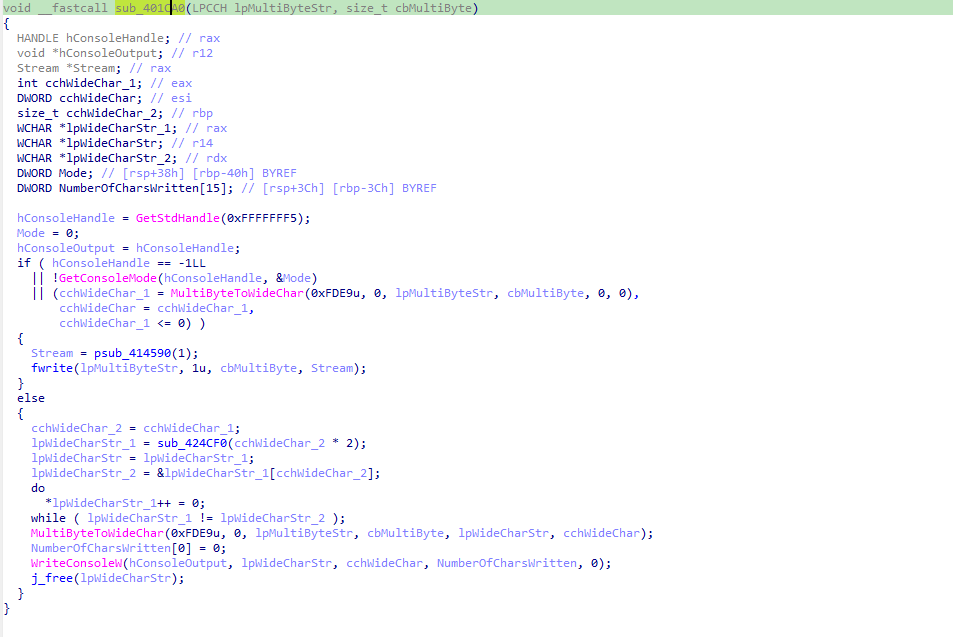 void __fastcall sub_401CA0(LPCCH lpMultiByteStr, size_t cbMultiByte)
{
  HANDLE hConsoleHandle; // rax
  void *hConsoleOutput; // r12
  Stream *Stream; // rax
  int cchWideChar_1; // eax
  DWORD cchWideChar; // esi
  size_t cchWideChar_2; // rbp
  WCHAR *lpWideCharStr_1; // rax
  WCHAR *lpWideCharStr; // r14
  WCHAR *lpWideCharStr_2; // rdx
  DWORD Mode; // [rsp+38h] [rbp-40h] BYREF
  DWORD NumberOfCharsWritten[15]; // [rsp+3Ch] [rbp-3Ch] BYREF

  hConsoleHandle = GetStdHandle(0xFFFFFFF5);
  Mode = 0;
  hConsoleOutput = hConsoleHandle;
  if ( hConsoleHandle == -1LL
    || !GetConsoleMode(hConsoleHandle, &Mode)
    || (cchWideChar_1 = MultiByteToWideChar(0xFDE9u, 0, lpMultiByteStr, cbMultiByte, 0, 0),
        cchWideChar = cchWideChar_1,
        cchWideChar_1 <= 0) )
  {
    Stream = psub_414590(1);
    fwrite(lpMultiByteStr, 1u, cbMultiByte, Stream);
  }
  else
  {
    cchWideChar_2 = cchWideChar_1;
    lpWideCharStr_1 = sub_424CF0(cchWideChar_2 * 2);
    lpWideCharStr = lpWideCharStr_1;
    lpWideCharStr_2 = &lpWideCharStr_1[cchWideChar_2];
    do
      *lpWideCharStr_1++ = 0;
    while ( lpWideCharStr_1 != lpWideCharStr_2 );
    MultiByteToWideChar(0xFDE9u, 0, lpMultiByteStr, cbMultiByte, lpWideCharStr, cchWideChar);
    NumberOfCharsWritten[0] = 0;
    WriteConsoleW(hConsoleOutput, lpWideCharStr, cchWideChar, NumberOfCharsWritten, 0);
    j_free(lpWideCharStr);
  }
}